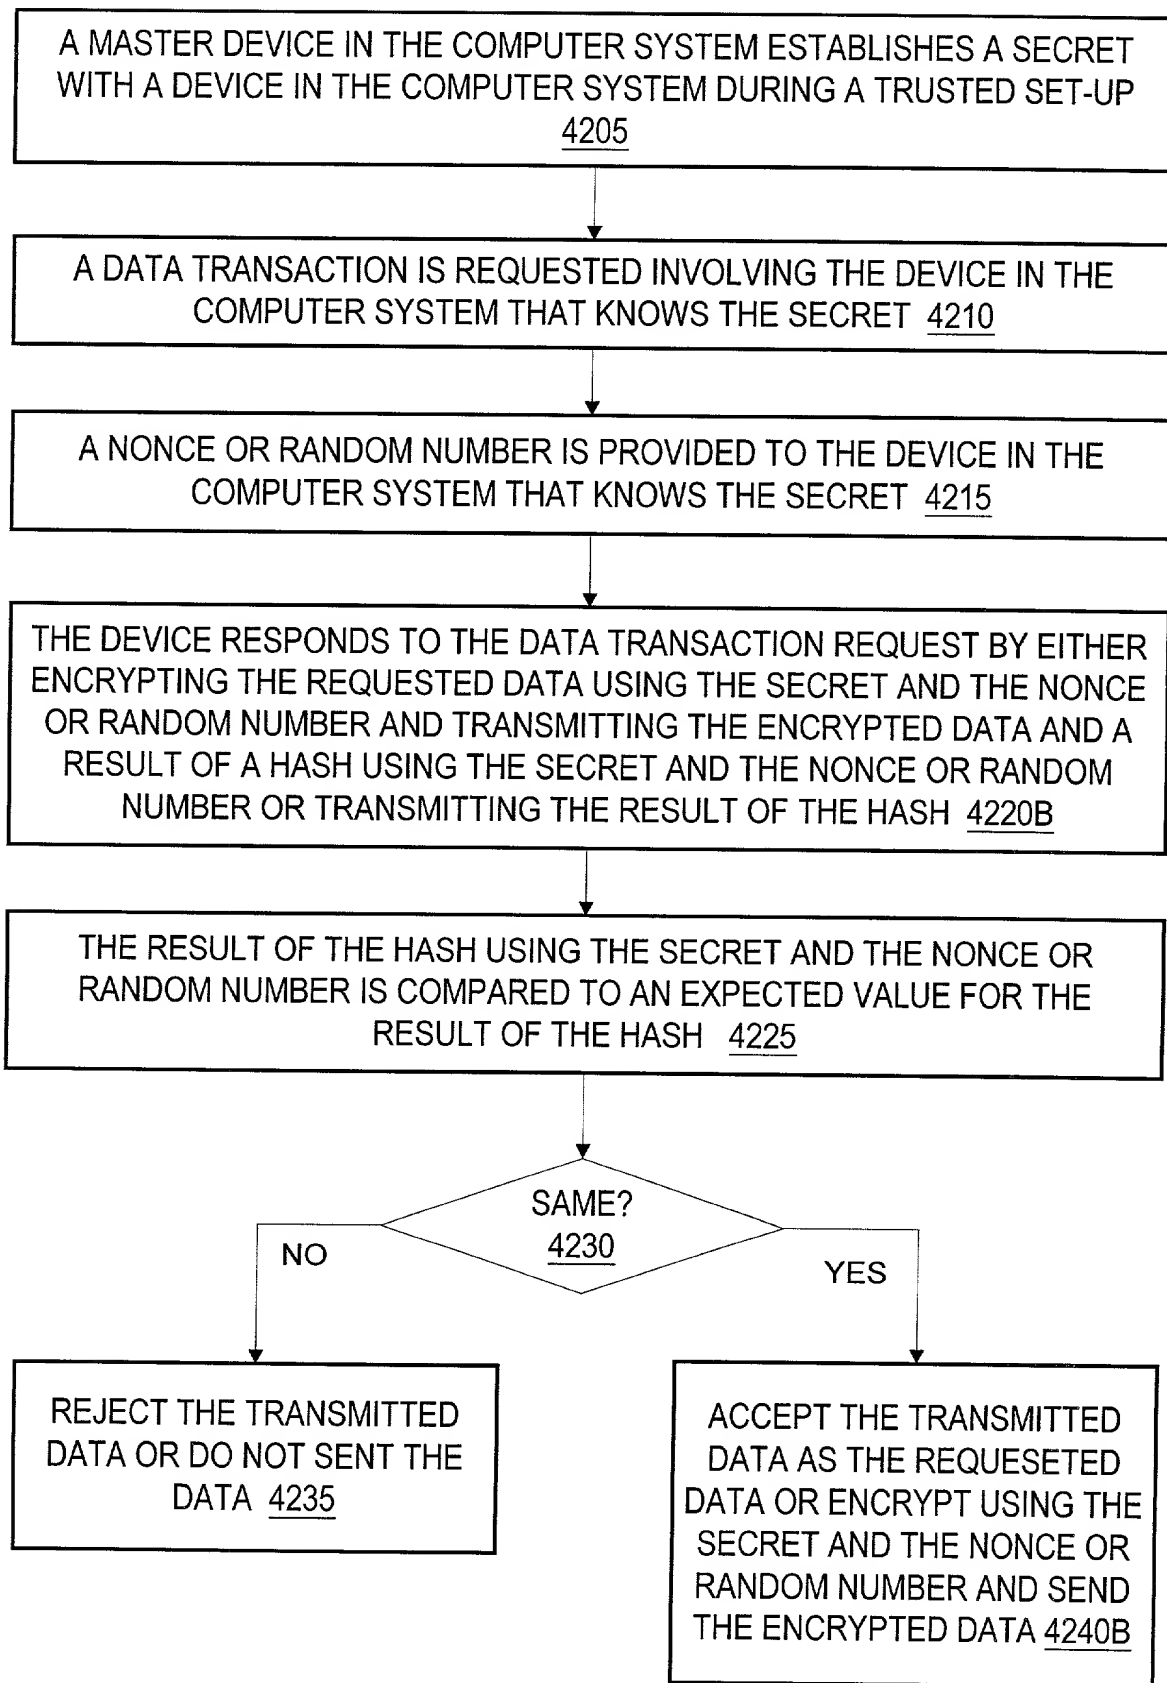 A MASTER DEVICE IN THE COMPUTER SYSTEM ESTABLISHES A SECRET
WITH A DEVICE IN THE COMPUTER SYSTEM DURING A TRUSTED SET-UP
4205
A DATA TRANSACTION IS REQUESTED INVOLVING THE DEVICE IN THE
COMPUTER SYSTEM THAT KNOWS THE SECRET 4210
A NONCE OR RANDOM NUMBER IS PROVIDED TO THE DEVICE IN THE
COMPUTER SYSTEM THAT KNOWS THE SECRET 4215
THE DEVICE RESPONDS TO THE DATA TRANSACTION REQUEST BY EITHER
ENCRYPTING THE REQUESTED DATA USING THE SECRET AND THE NONCE
OR RANDOM NUMBER AND TRANSMITTING THE ENCRYPTED DATA AND A
RESULT OF A HASH USING THE SECRET AND THE NONCE OR RANDOM
NUMBER OR TRANSMITTING THE RESULT OF THE HASH 4220B
THE RESULT OF THE HASH USING THE SECRET AND THE NONCE OR
RANDOM NUMBER IS COMPARED TO AN EXPECTED VALUE FOR THE
RESULT OF THE HASH 4225
SAME?
4230
NO
YES
REJECT THE TRANSMITTED
DATA OR DO NOT SENT THE
DATA 4235
ACCEPT THE TRANSMITTED
DATA AS THE REQUESETED
DATA OR ENCRYPT USING THE
SECRET AND THE NONCE OR
RANDOM NUMBER AND SEND
THE ENCRYPTED DATA 4240B